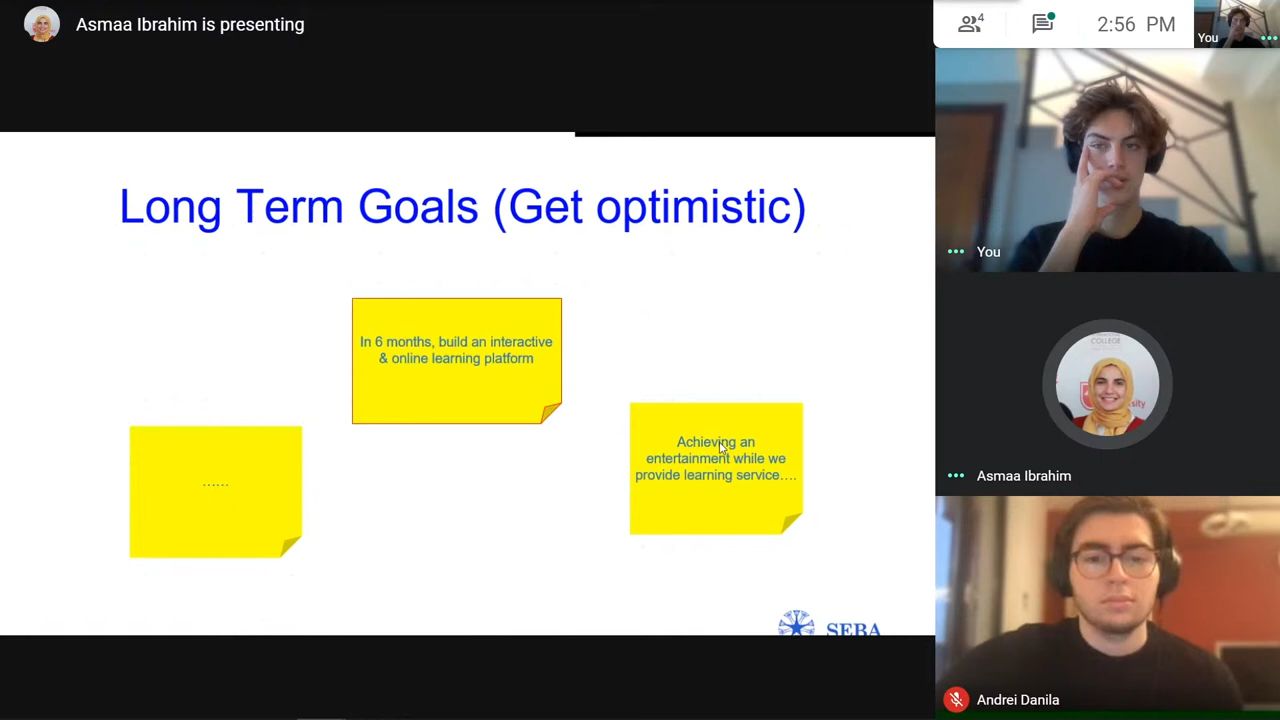 Asmaa Ibrahim is presenting
4
2:56 PM
You
Long Term Goals (Get optimistic)
In 6 months, build an interactive
& online learning platform
......
Achieving an
entertainment while we
provide learning service....
SEBA
You
COLLEGE
Asmaa Ibrahim
Andrei Danila